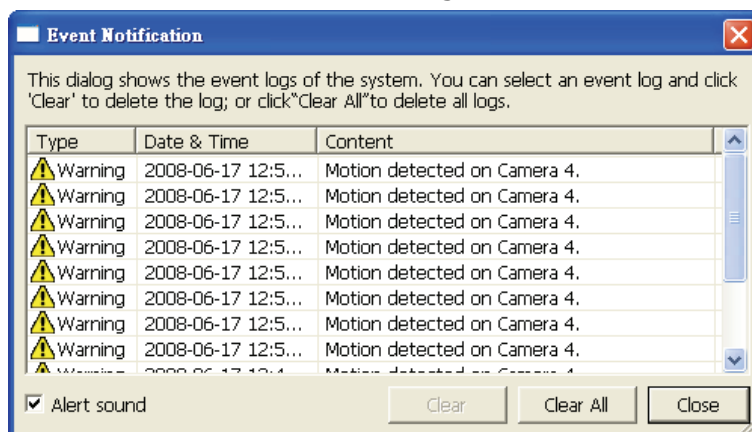 Event Notification
This dialog shows the event logs of the system. You can select an event log and click
'Clear' to delete the log; or click"Clear All"to delete all logs.
Type Date & Time Content
Warning 2008-06-17 12:5... Motion detected on Camera 4.
Warning 2008-06-17 12:5... Motion detected on Camera 4.
Warning 2008-06-17 12:5... Motion detected on Camera 4.
Warning 2008-06-17 12:5... Motion detected on Camera 4.
Warning 2008-06-17 12:5... Motion detected on Camera 4.
Warning 2008-06-17 12:5... Motion detected on Camera 4.
Warning 2008-06-17 12:5... Motion detected on Camera 4.
Warning 2008-06-17 12:5... Motion detected on Camera 4.
Alert sound Clear Clear All Close